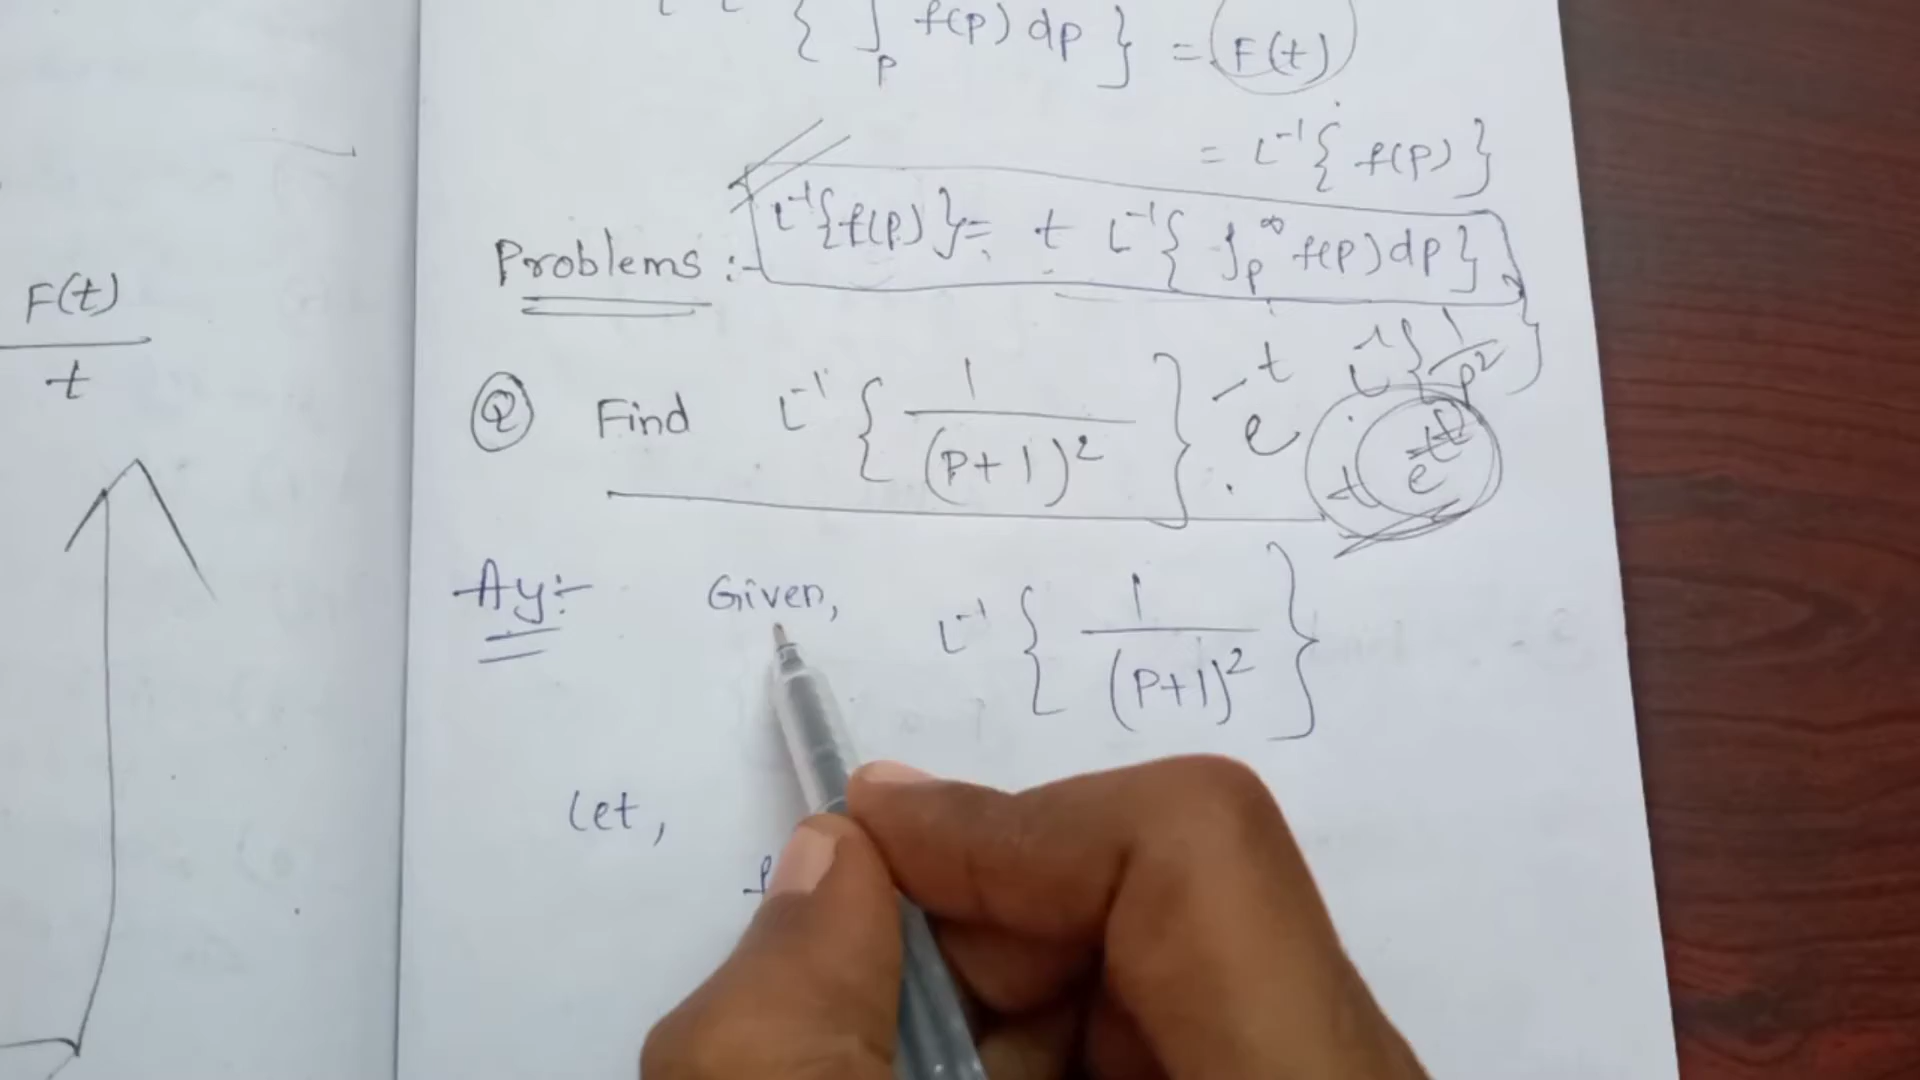 { ∫p f(p) dp } = F(t)
= L⁻¹{ f(p) }
Problems :- L⁻¹{f(p)} = t L⁻¹{ ∫p^∞ f(p) dp }
F(t)
t
Q Find L⁻¹ { 1/(P+1)² } . e⁻ᵗ L⁻¹{ 1/p² }
t e⁻ᵗ
Given, L⁻¹ { 1/(P+1)² }
Let,
f